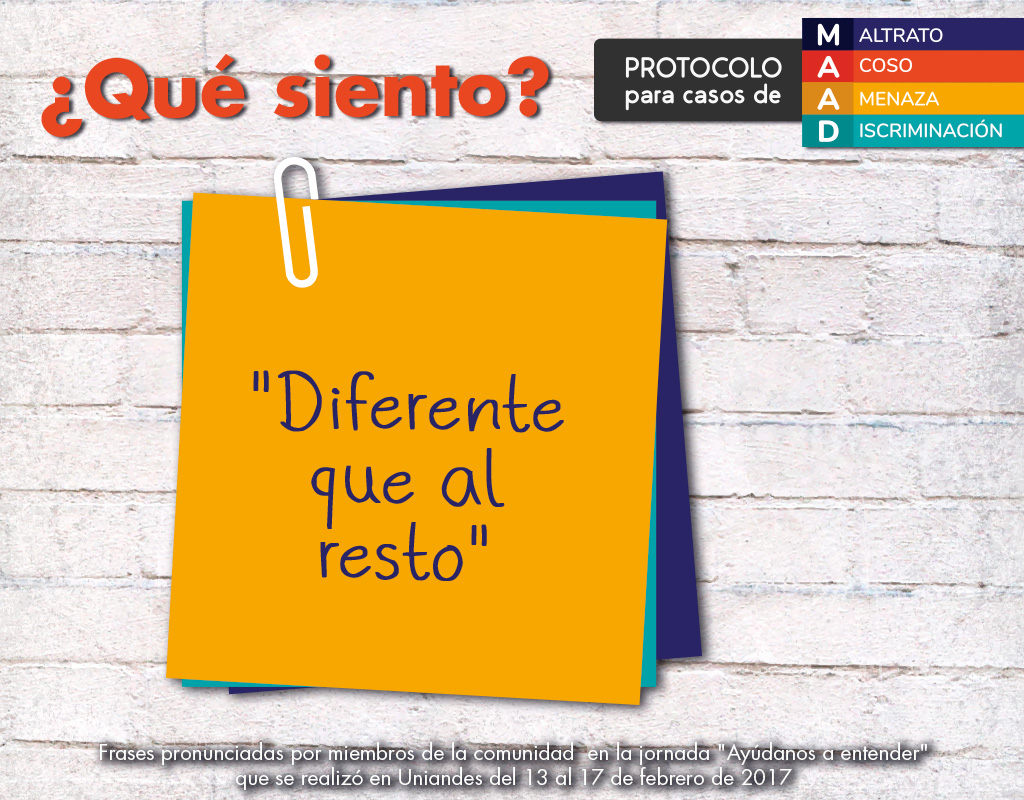 ¿Qué siento?
PROTOCOLO
para casos de
MALTRATO
ACOSO
AMENAZA
DISCRIMINACIÓN
"Diferente
que al
resto"
Frases pronunciadas por miembros de la comunidad en la jornada "Ayúdanos a entender"
que se realizó en Uniandes del 13 al 17 de febrero de 2017